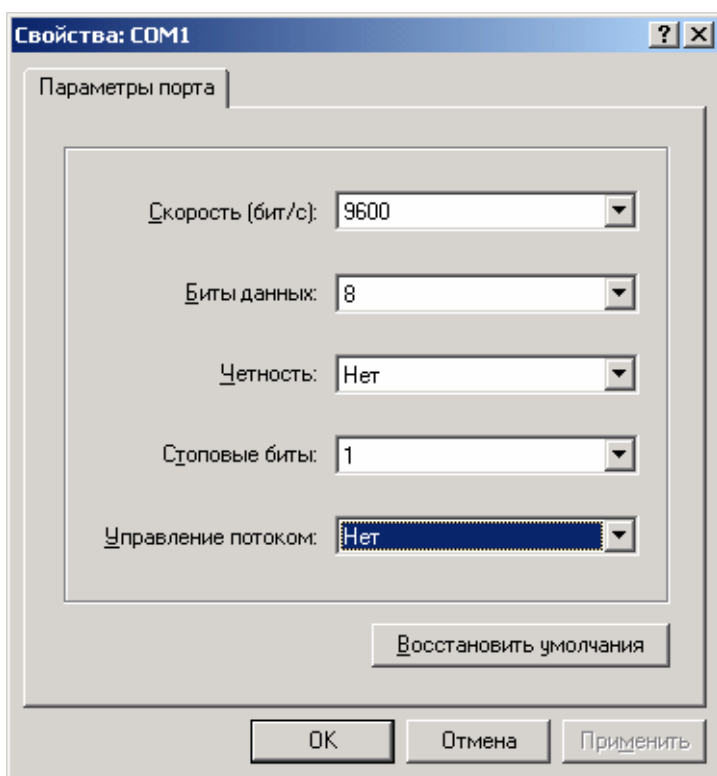 Свойства: COM1
Параметры порта
Скорость (бит/с): 9600
Биты данных: 8
Четность: Нет
Стоповые биты: 1
Управление потоком: Нет
Восстановить умолчания
OK Отмена Применить